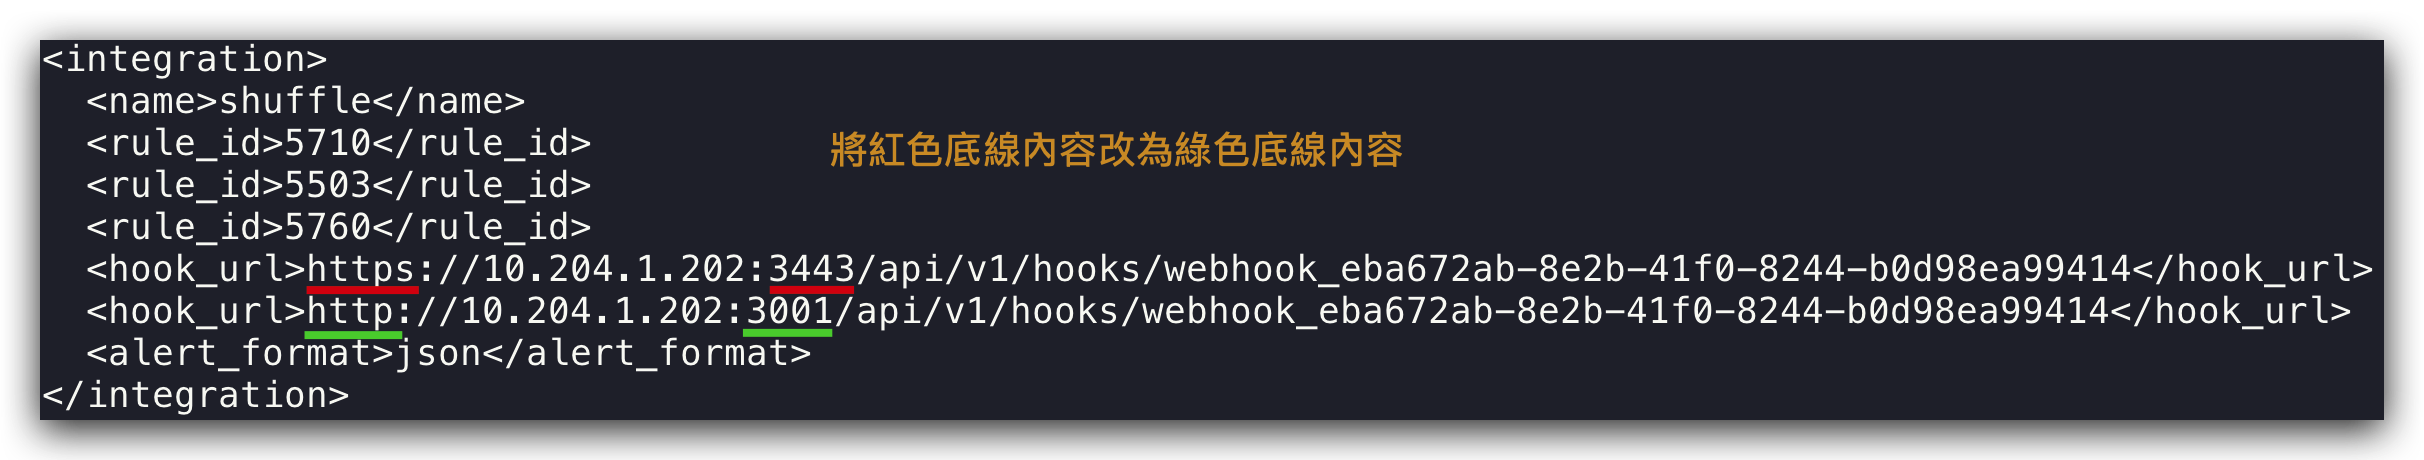 <integration>
  <name>shuffle</name>
  <rule_id>5710</rule_id>
將紅色底線內容改為綠色底線內容
  <rule_id>5503</rule_id>
  <rule_id>5760</rule_id>
  <hook_url>https://10.204.1.202:3443/api/v1/hooks/webhook_eba672ab-8e2b-41f0-8244-b0d98ea99414</hook_url>
  <hook_url>http://10.204.1.202:3001/api/v1/hooks/webhook_eba672ab-8e2b-41f0-8244-b0d98ea99414</hook_url>
  <alert_format>json</alert_format>
</integration>